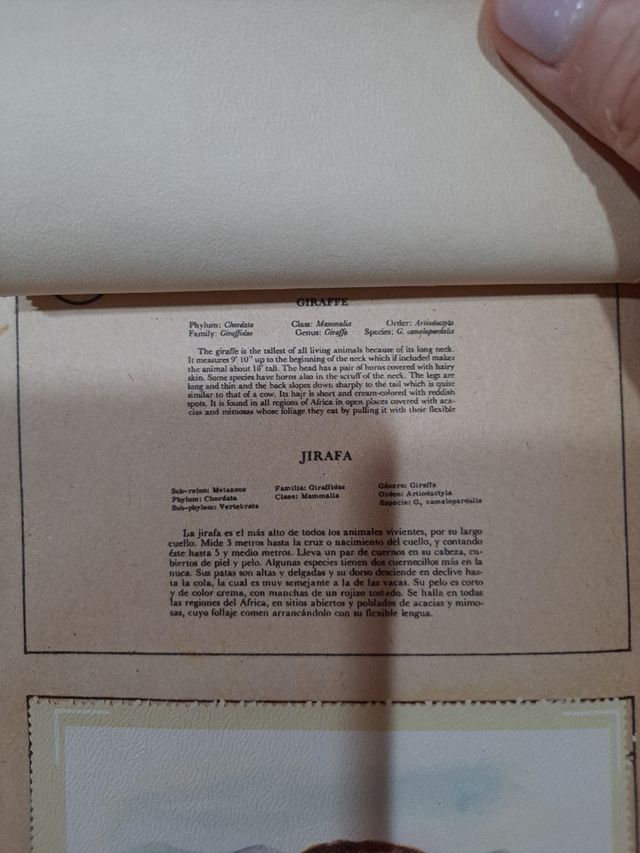 GIRAFFE
Phylum: Chordata Class: Mammalia Order: Artiodactyla
Family: Giraffidae Genus: Giraffa Species: G. camelopardalis
The giraffe is the tallest of all living animals because of its long neck.
It measures 9' 10" up to the beginning of the neck which if included makes
the animal about 18' tall. The head has a pair of horns covered with hairy
skin. Some species have horns also in the scruff of the neck. The legs are
long and thin and the back slopes down sharply to the tail which is quite
similar to that of a cow. Its hair is short and cream-colored with reddish
spots. It is found in all regions of Africa in open places covered with aca-
cias and mimosas whose foliage they eat by pulling it with their flexible
JIRAFA
Sub-reino: Metazoos Familia: Giraffidae Género: Giraffa
Phylum: Chordata Clase: Mammalia Orden: Artiodactyla
Sub-phylum: Vertebrata Especie: G. camelopardalis
La jirafa es el más alto de todos los animales vivientes, por su largo
cuello. Mide 3 metros hasta la cruz o nacimiento del cuello, y contando
éste hasta 5 y medio metros. Lleva un par de cuernos en su cabeza, cu-
biertos de piel y pelo. Algunas especies tienen dos cuernecillos más en la
nuca. Sus patas son altas y delgadas y su dorso desciende en declive has-
ta la cola, la cual es muy semejante a la de las vacas. Su pelo es corto
y de color crema, con manchas de un rojizo tostado. Se halla en todas
las regiones del Africa, en sitios abiertos y poblados de acacias y mimo-
sas, cuyo follaje comen arrancándolo con su flexible lengua.